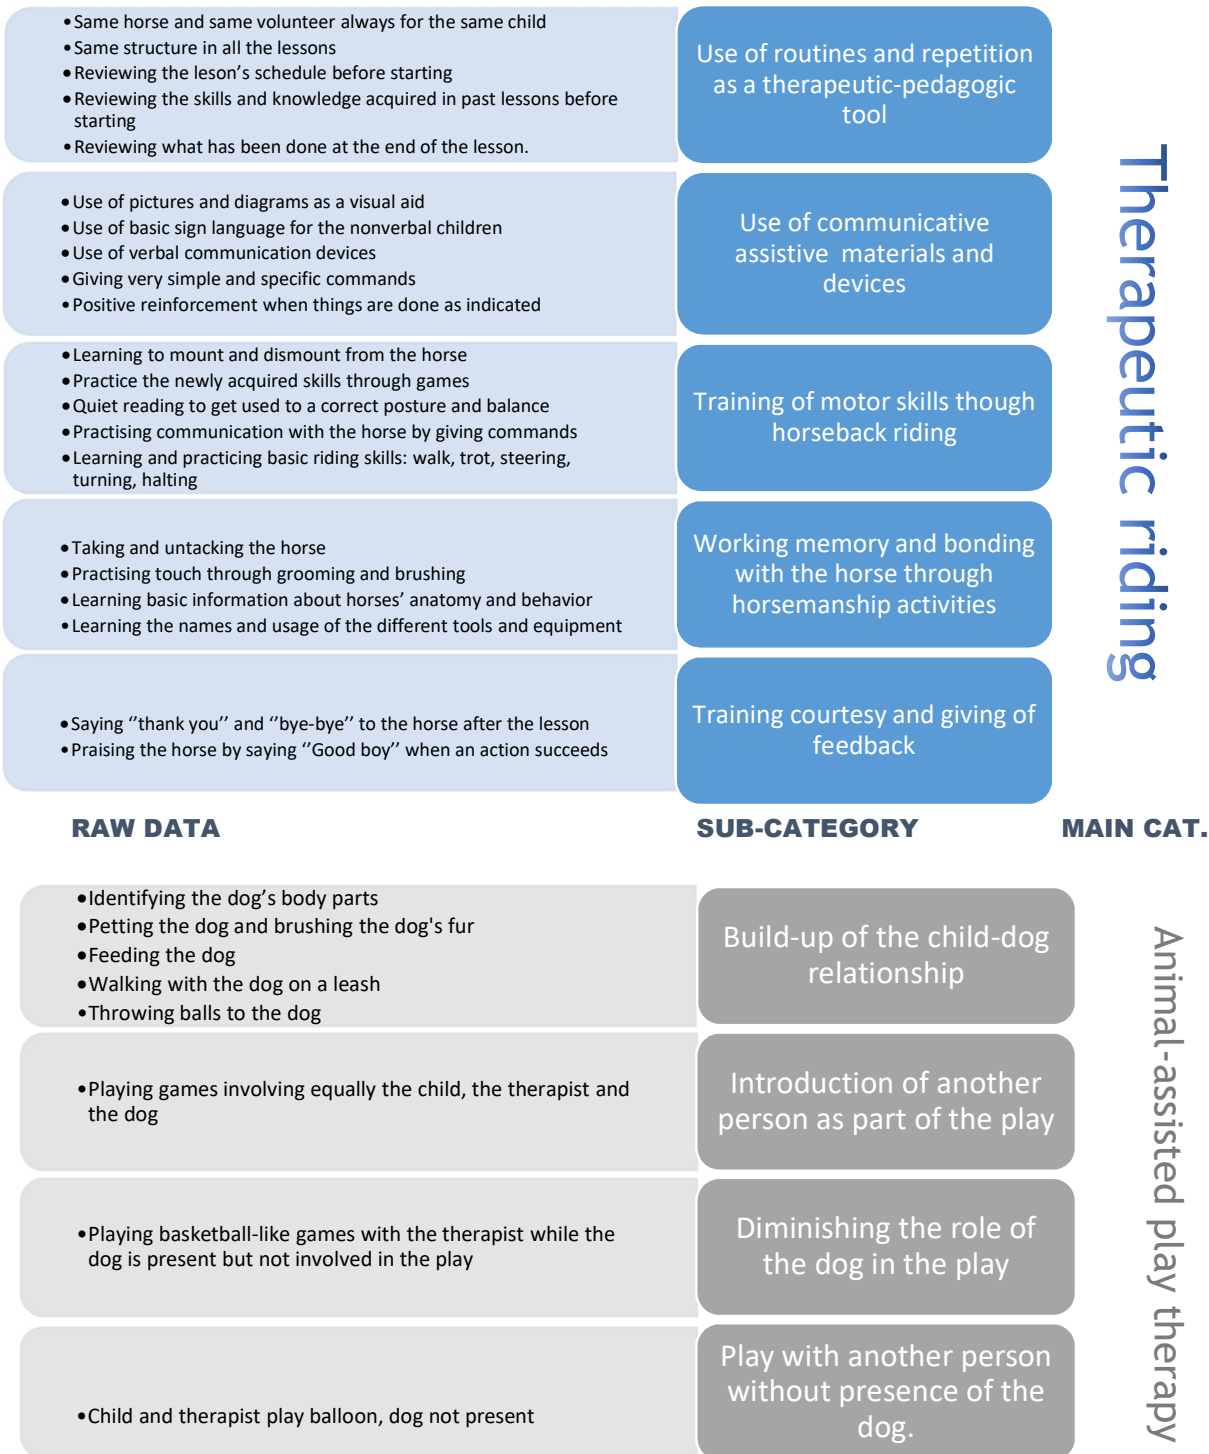 •Same horse and same volunteer always for the same child
•Same structure in all the lessons
•Reviewing the leson’s schedule before starting
•Reviewing the skills and knowledge acquired in past lessons before
starting
•Reviewing what has been done at the end of the lesson.
Use of routines and repetition
as a therapeutic-pedagogic
tool
•Use of pictures and diagrams as a visual aid
•Use of basic sign language for the nonverbal children
•Use of verbal communication devices
•Giving very simple and specific commands
•Positive reinforcement when things are done as indicated
Use of communicative
assistive materials and
devices
•Learning to mount and dismount from the horse
•Practice the newly acquired skills through games
•Quiet reading to get used to a correct posture and balance
•Practising communication with the horse by giving commands
•Learning and practicing basic riding skills: walk, trot, steering,
turning, halting
Training of motor skills though
horseback riding
•Taking and untacking the horse
•Practising touch through grooming and brushing
•Learning basic information about horses’ anatomy and behavior
•Learning the names and usage of the different tools and equipment
Working memory and bonding
with the horse through
horsemanship activities
•Saying ‘’thank you’’ and ‘’bye-bye’’ to the horse after the lesson
•Praising the horse by saying ‘’Good boy’’ when an action succeeds
Training courtesy and giving of
feedback
Therapeutic riding
RAW DATA
SUB-CATEGORY
MAIN CAT.
•Identifying the dog’s body parts
•Petting the dog and brushing the dog's fur
•Feeding the dog
•Walking with the dog on a leash
•Throwing balls to the dog
Build-up of the child-dog
relationship
•Playing games involving equally the child, the therapist and
the dog
Introduction of another
person as part of the play
•Playing basketball-like games with the therapist while the
dog is present but not involved in the play
Diminishing the role of
the dog in the play
•Child and therapist play balloon, dog not present
Play with another person
without presence of the
dog.
Animal-assisted play therapy